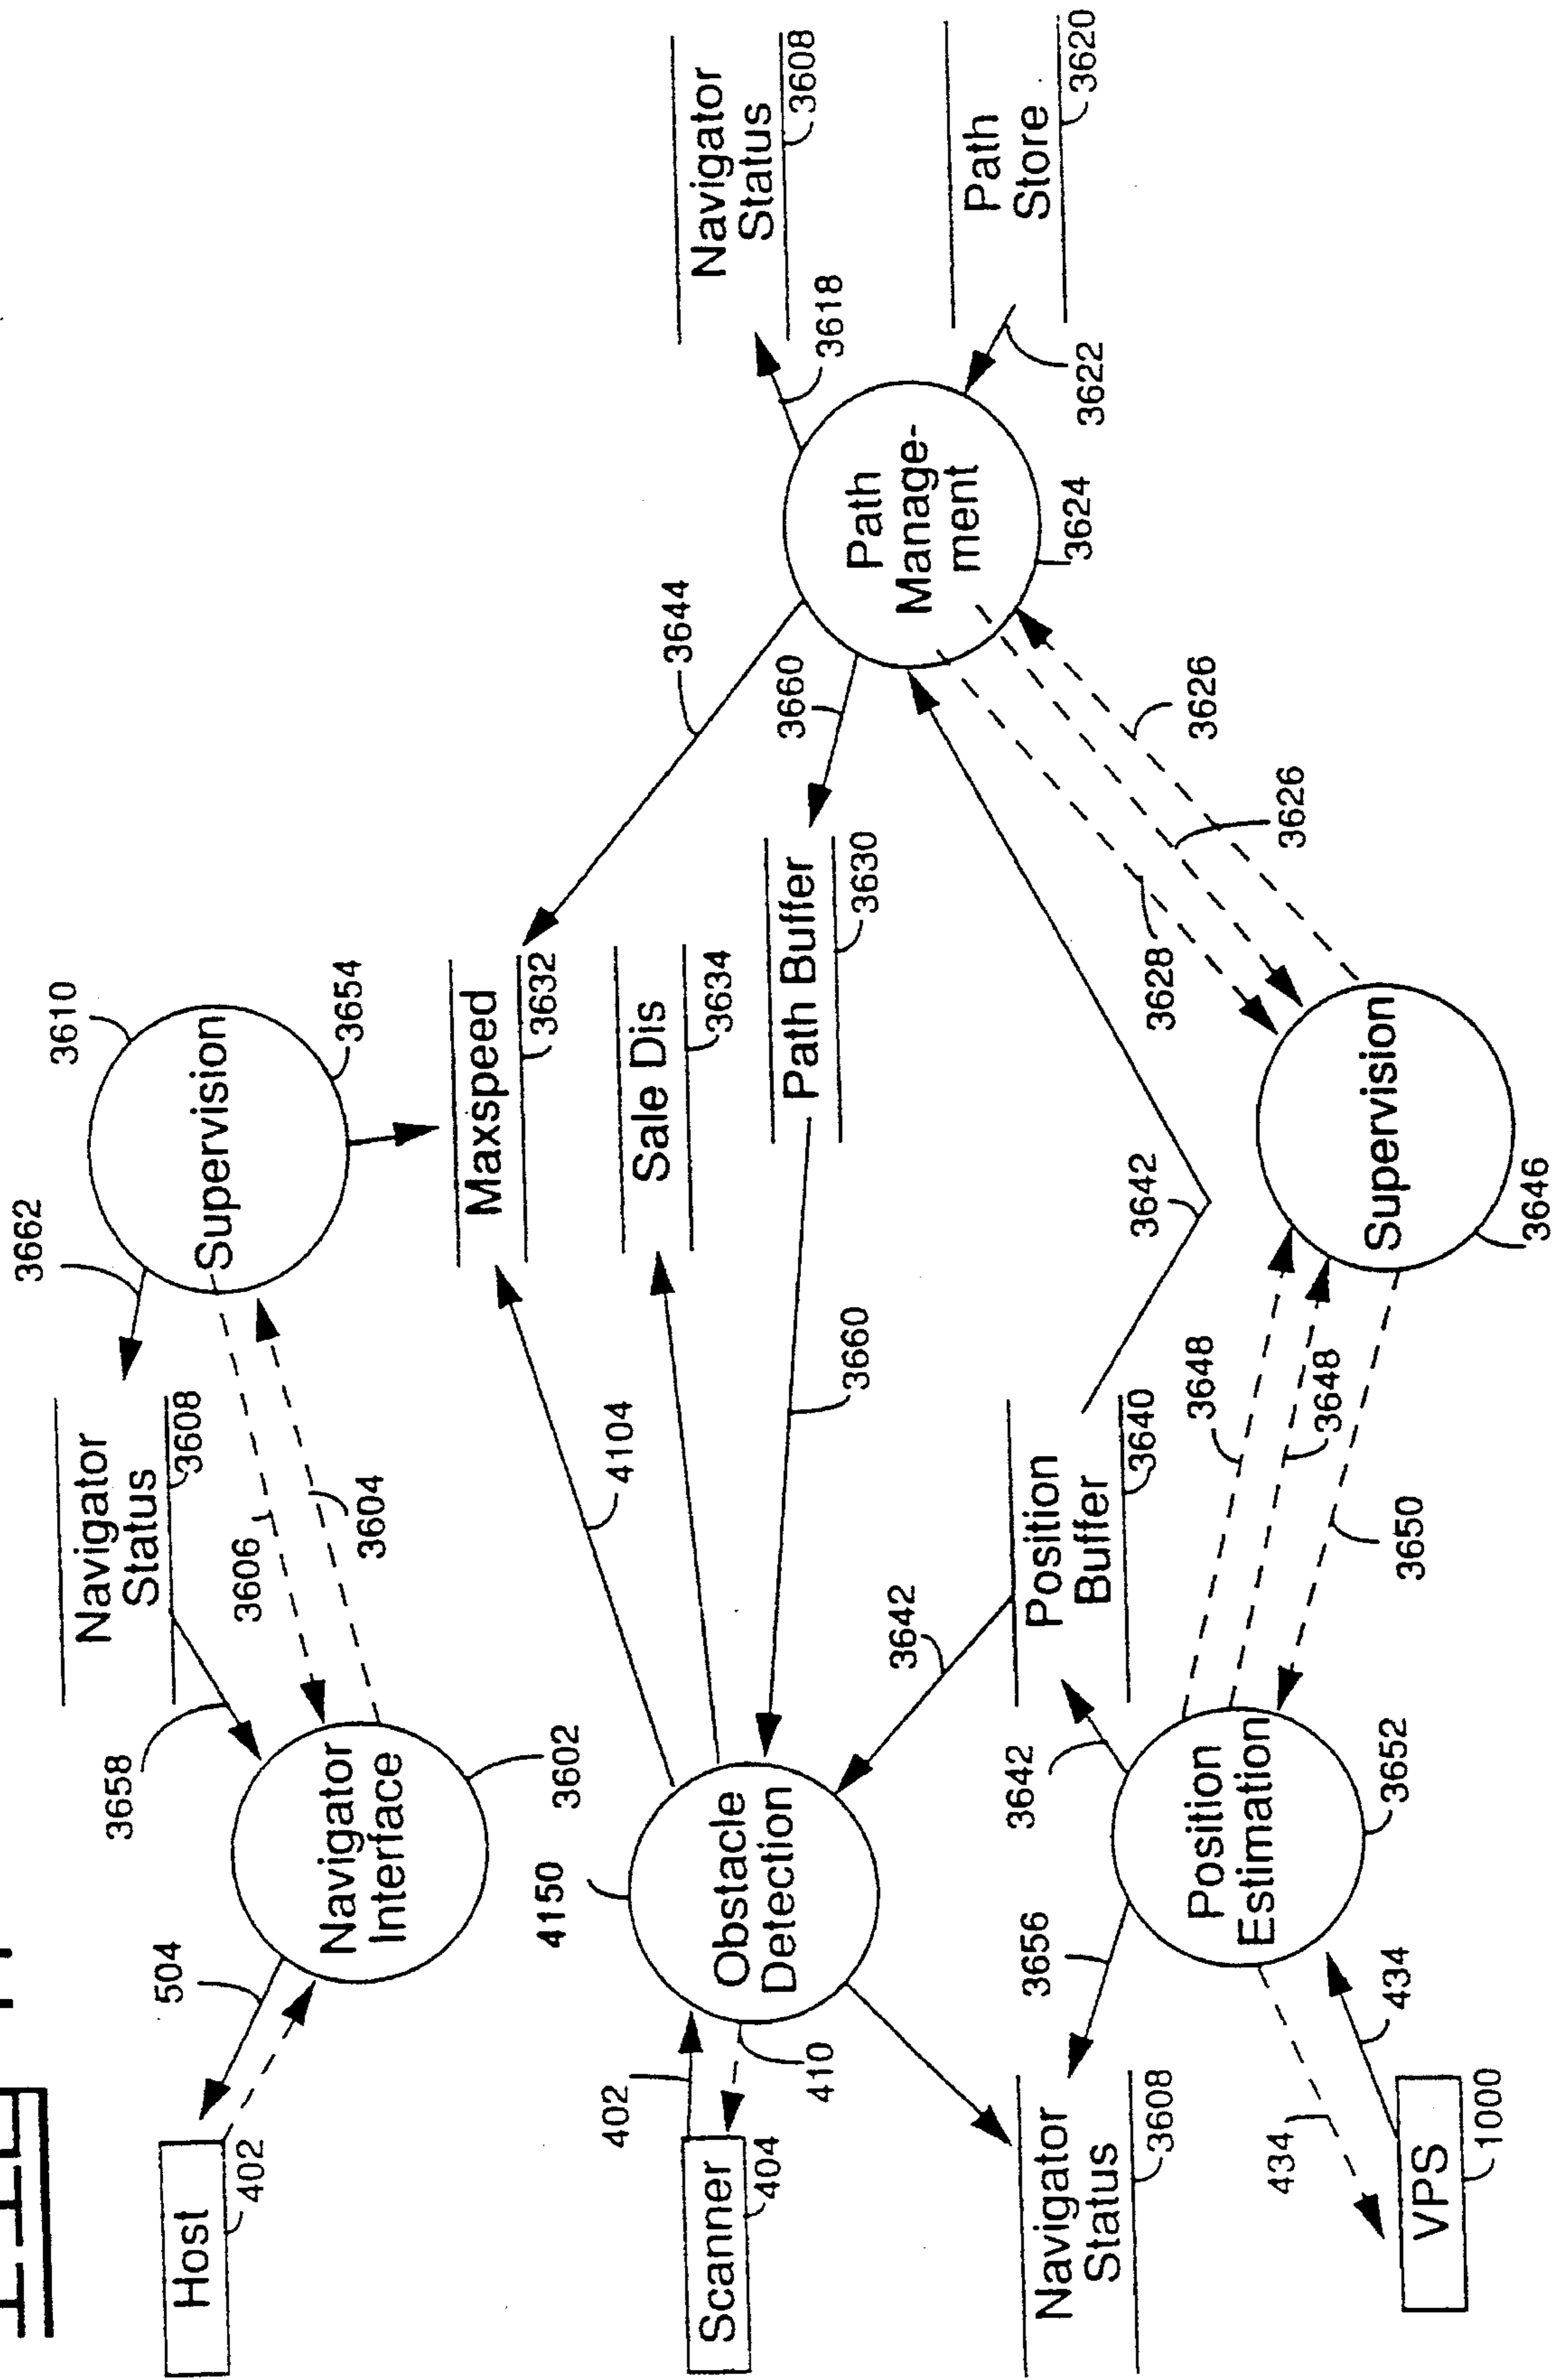 Host
402
504
Navigator
Interface
3602
3658
Navigator
Status
3608
3606
3604
3662
Supervision
3610
3654
Maxspeed
3632
Sale Dis
3634
Path Buffer
3630
3644
3660
Navigator
Status
3608
3618
Path
Store
3620
3622
Path
Manage-
ment
3624
3626
3626
3628
Scanner
404
402
410
4150
Obstacle
Detection
4104
3660
3642
Position
Buffer
3640
3642
Navigator
Status
3608
3656
3642
Position
Estimation
3652
VPS
1000
434
434
3648
3648
3650
Supervision
3646